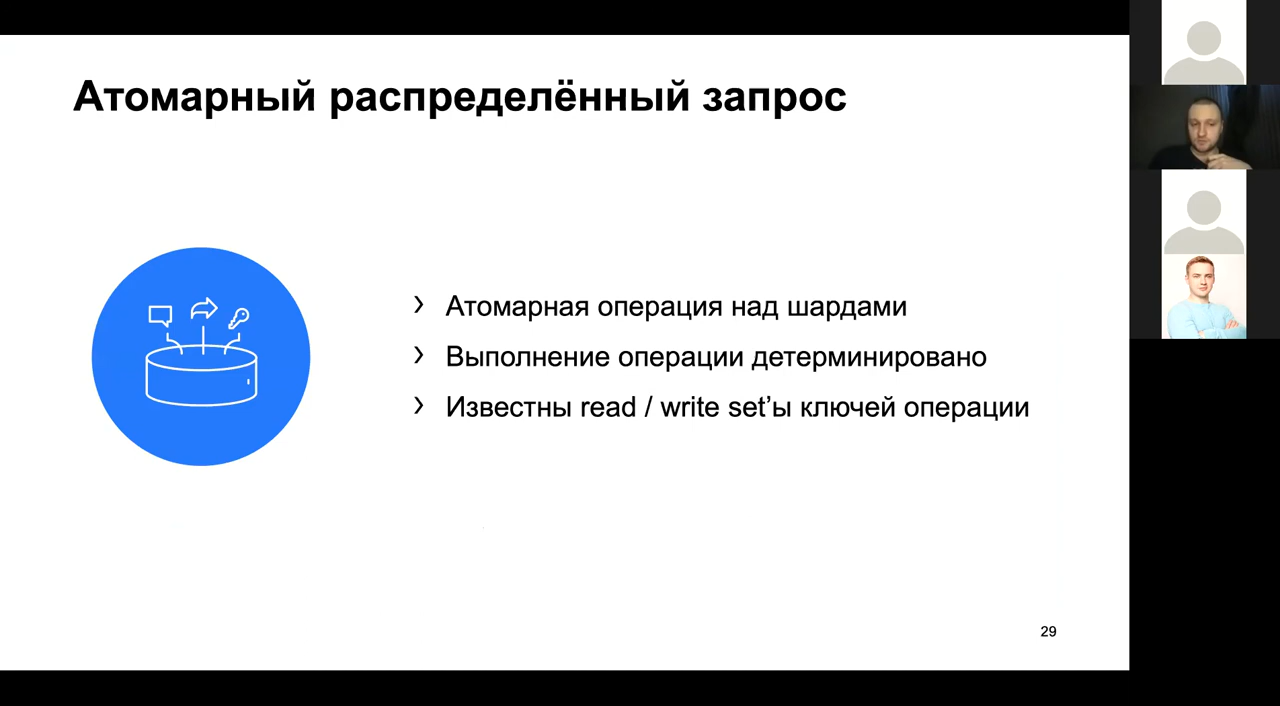 Атомарный распределённый запрос
› Атомарная операция над шардами
› Выполнение операции детерминировано
› Известны read / write set’ы ключей операции
29